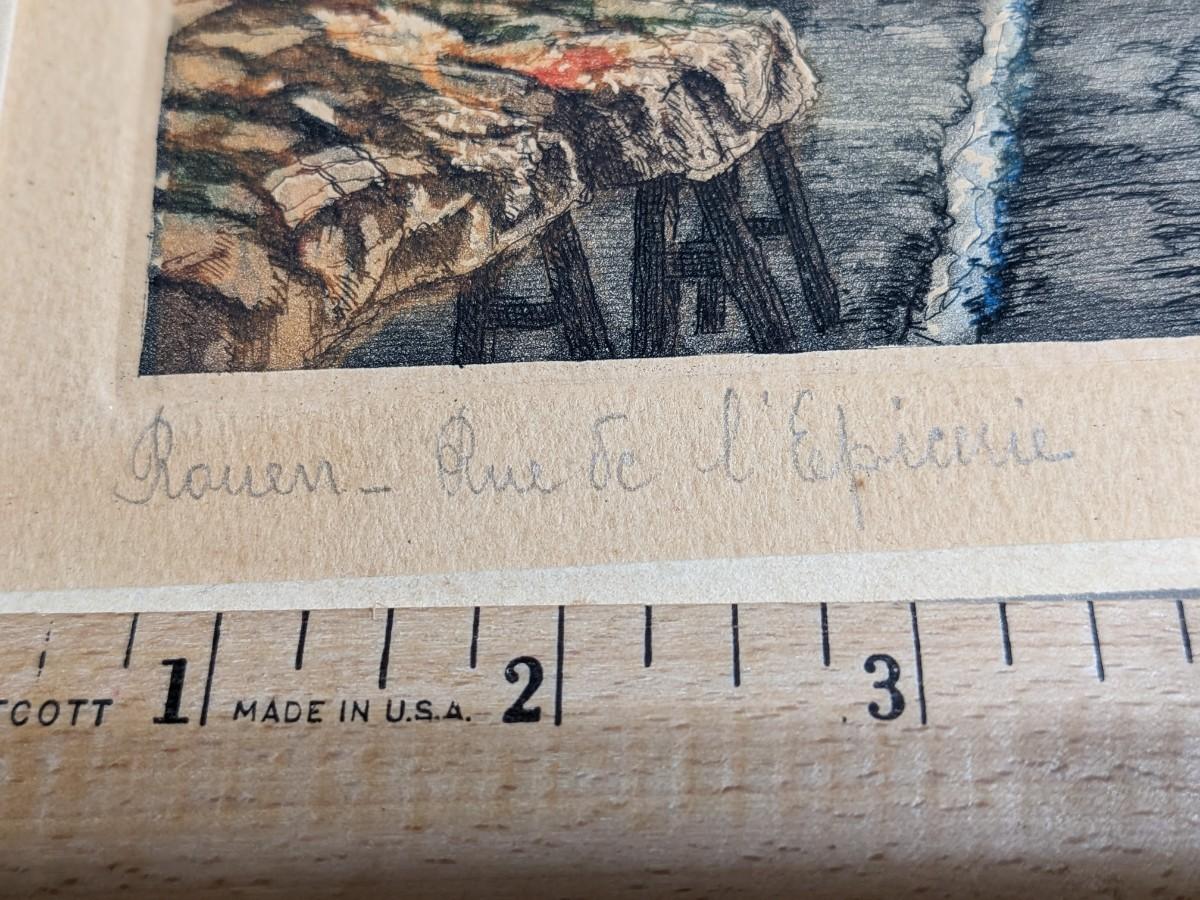 Rouen - Rue de l'Epicerie
1 2 3
TCOTT MADE IN U.S.A.